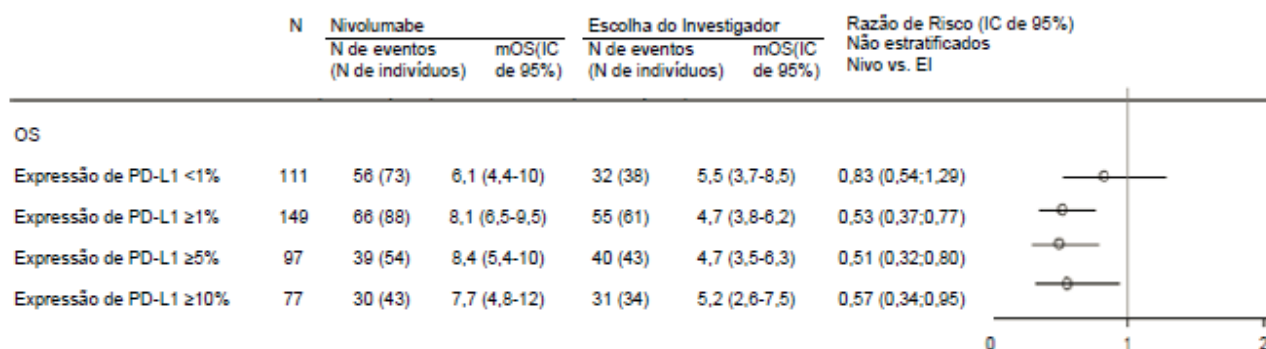 N Nivolumabe Escolha do Investigador Razão de Risco (IC de 95%)
N de eventos mOS(IC N de eventos mOS(IC Não estratificados
(N de indivíduos) de 95%) (N de indivíduos) de 95%) Nivo vs. EI
OS
Expressão de PD-L1 <1% 111 56 (73) 6,1 (4,4-10) 32 (38) 5,5 (3,7-8,5) 0,83 (0,54;1,29)
Expressão de PD-L1 ≥1% 149 66 (88) 8,1 (6,5-9,5) 55 (61) 4,7 (3,8-6,2) 0,53 (0,37;0,77)
Expressão de PD-L1 ≥5% 97 39 (54) 8,4 (5,4-10) 40 (43) 4,7 (3,5-6,3) 0,51 (0,32;0,80)
Expressão de PD-L1 ≥10% 77 30 (43) 7,7 (4,8-12) 31 (34) 5,2 (2,6-7,5) 0,57 (0,34;0,95)
0 1 2